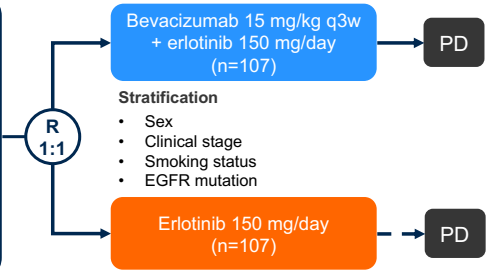 Bevacizumab 15 mg/kg q3w
+ erlotinib 150 mg/day
(n=107)
PD
Stratification
• Sex
• Clinical stage
• Smoking status
• EGFR mutation
R
1:1
Erlotinib 150 mg/day
(n=107)
PD